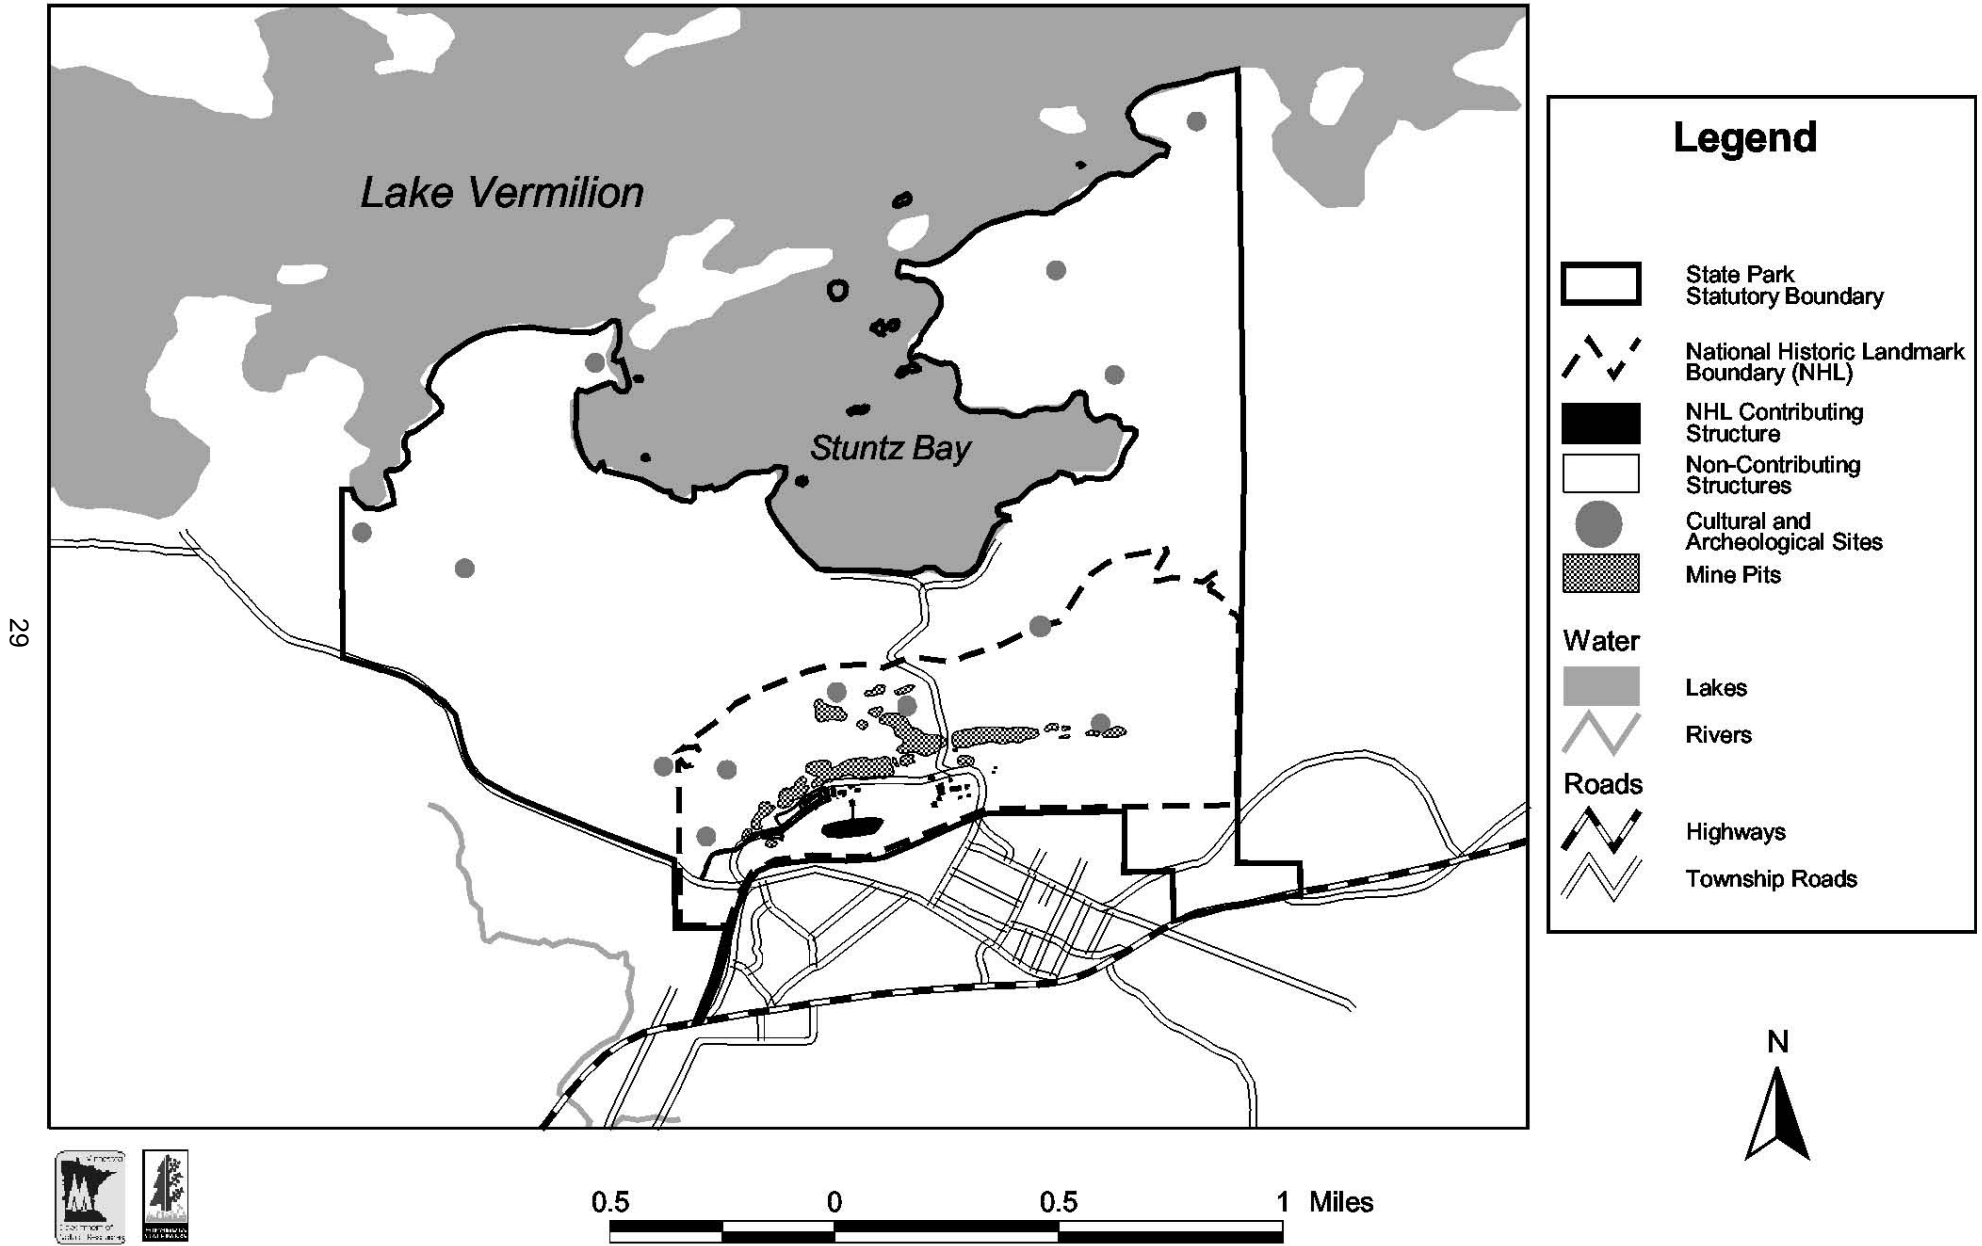 Lake Vermilion
Stuntz Bay
29
Legend
State Park
Statutory Boundary
National Historic Landmark
Boundary (NHL)
NHL Contributing
Structure
Non-Contributing
Structures
Cultural and
Archeological Sites
Mine Pits
Water
Lakes
Rivers
Roads
Highways
Township Roads
N
0.5 0 0.5 1 Miles